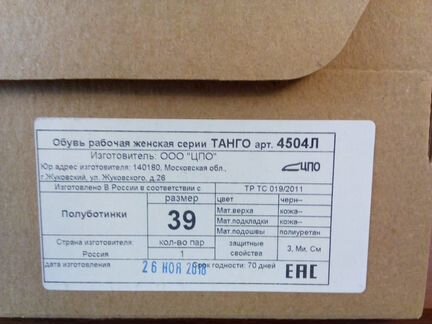 Обувь рабочая женская серии ТАНГО арт. 4504Л
Изготовитель: ООО "ЦПО"
Юр адрес изготовителя: 140180, Московская обл.,
г.Жуковский, ул. Жуковского, д.26
ЦПО
Изготовлено В России в соответствии с ТР ТС 019/2011
Полуботинки
размер
39
цвет черн--
Мат.верха кожа--
Мат.подкладки кожа--
Мат.подошвы полиуретан
Страна изготовителя:
Россия
кол-во пар
1
защитные
свойства
З, Ми, См
дата изготовления 26 НОЯ 2018 Срок годности: 70 дней
ЕАС